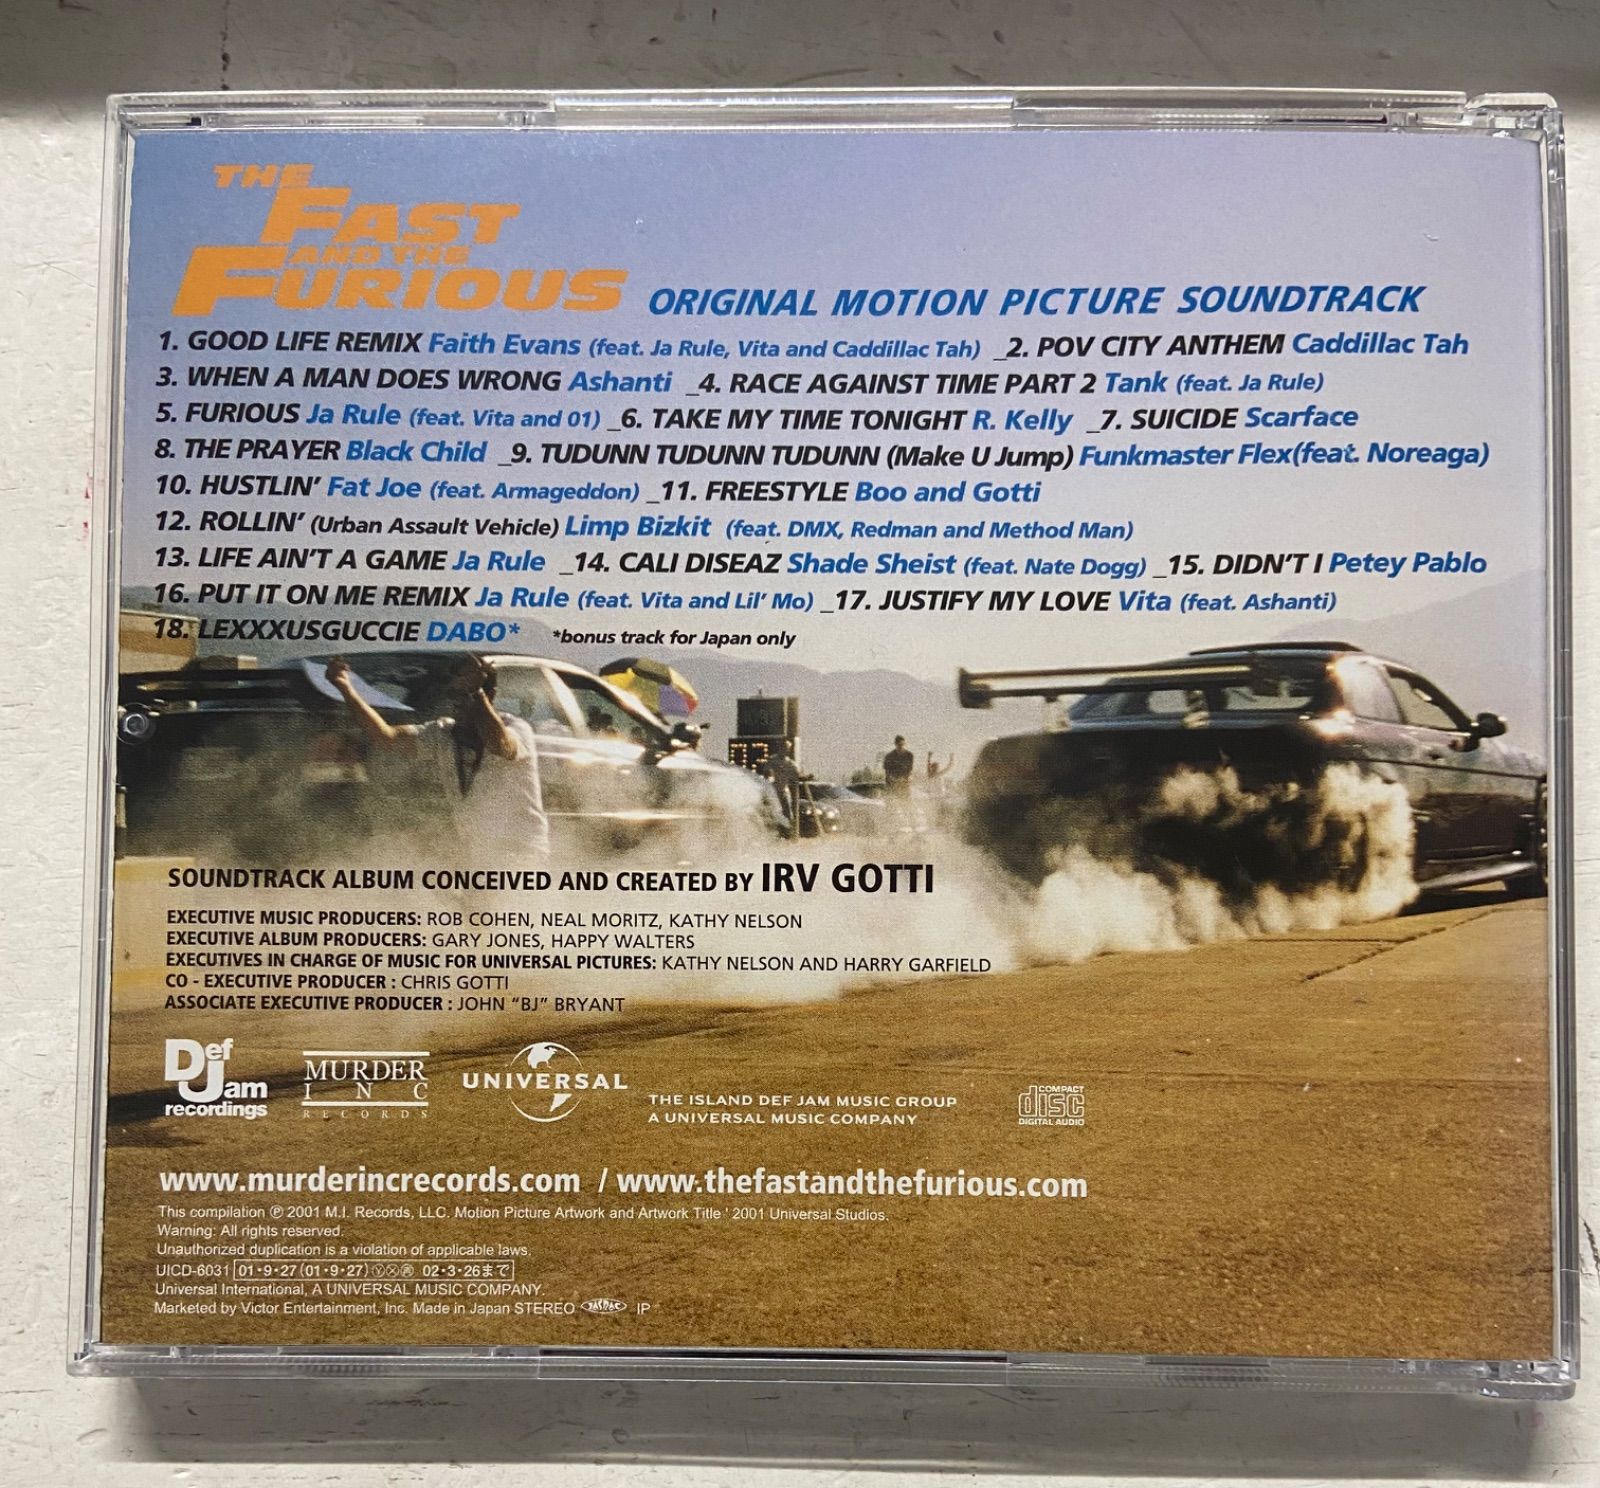 THE
FAST
AND THE
FURIOUS
ORIGINAL MOTION PICTURE SOUNDTRACK
1. GOOD LIFE REMIX Faith Evans (feat. Ja Rule, Vita and Caddillac Tah) _2. POV CITY ANTHEM Caddillac Tah
3. WHEN A MAN DOES WRONG Ashanti _4. RACE AGAINST TIME PART 2 Tank (feat. Ja Rule)
5. FURIOUS Ja Rule (feat. Vita and 01) _6. TAKE MY TIME TONIGHT R. Kelly _7. SUICIDE Scarface
8. THE PRAYER Black Child _9. TUDUNN TUDUNN TUDUNN (Make U Jump) Funkmaster Flex(feat. Noreaga)
10. HUSTLIN' Fat Joe (feat. Armageddon) _11. FREESTYLE Boo and Gotti
12. ROLLIN' (Urban Assault Vehicle) Limp Bizkit (feat. DMX, Redman and Method Man)
13. LIFE AIN'T A GAME Ja Rule _14. CALI DISEAZ Shade Sheist (feat. Nate Dogg) _15. DIDN'T I Petey Pablo
16. PUT IT ON ME REMIX Ja Rule (feat. Vita and Lil' Mo) _17. JUSTIFY MY LOVE Vita (feat. Ashanti)
18. LEXXXUSGUCCIE DABO* *bonus track for Japan only
SOUNDTRACK ALBUM CONCEIVED AND CREATED BY IRV GOTTI
EXECUTIVE MUSIC PRODUCERS: ROB COHEN, NEAL MORITZ, KATHY NELSON
EXECUTIVE ALBUM PRODUCERS: GARY JONES, HAPPY WALTERS
EXECUTIVES IN CHARGE OF MUSIC FOR UNIVERSAL PICTURES: KATHY NELSON AND HARRY GARFIELD
CO - EXECUTIVE PRODUCER : CHRIS GOTTI
ASSOCIATE EXECUTIVE PRODUCER : JOHN "BJ" BRYANT
Def Jam recordings
MURDER
INC
RECORDS
UNIVERSAL
THE ISLAND DEF JAM MUSIC GROUP
A UNIVERSAL MUSIC COMPANY
COMPACT
disc
DIGITAL AUDIO
www.murderincrecords.com / www.thefastandthefurious.com
This compilation ℗ 2001 M.I. Records, LLC. Motion Picture Artwork and Artwork Title ' 2001 Universal Studios.
Warning: All rights reserved.
Unauthorized duplication is a violation of applicable laws.
UICD-6031 01・9・27 (01・9・27) Ⓨ Ⓧ 再 02・3・26まで
Universal International, A UNIVERSAL MUSIC COMPANY.
Marketed by Victor Entertainment, Inc. Made in Japan STEREO JASRAC IP